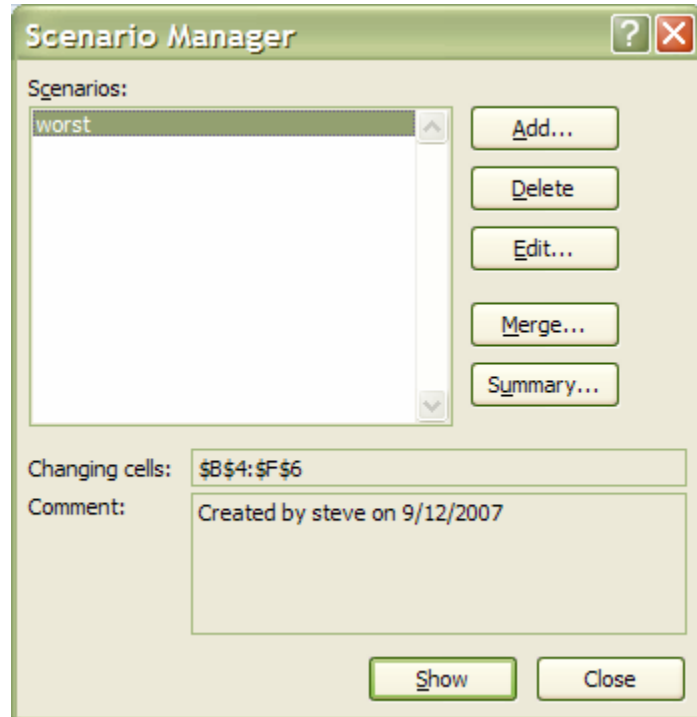 Scenario Manager
Scenarios:
worst
Add...
Delete
Edit...
Merge...
Summary...
Changing cells: $B$4:$F$6
Comment: Created by steve on 9/12/2007
Show Close